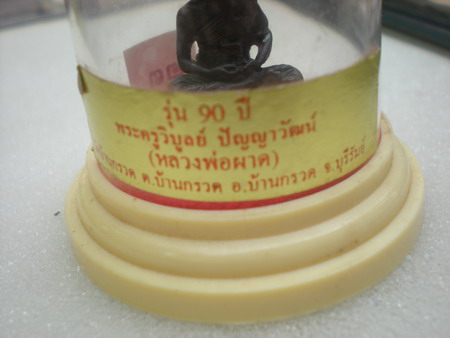 รุ่น 90 ปี
พระครูวิบูลย์ ปัญญาวัฒน์
(หลวงพ่อผาด)
บ้านกรวด ต.บ้านกรวด อ.บ้านกรวด จ.บุรีรัมย์